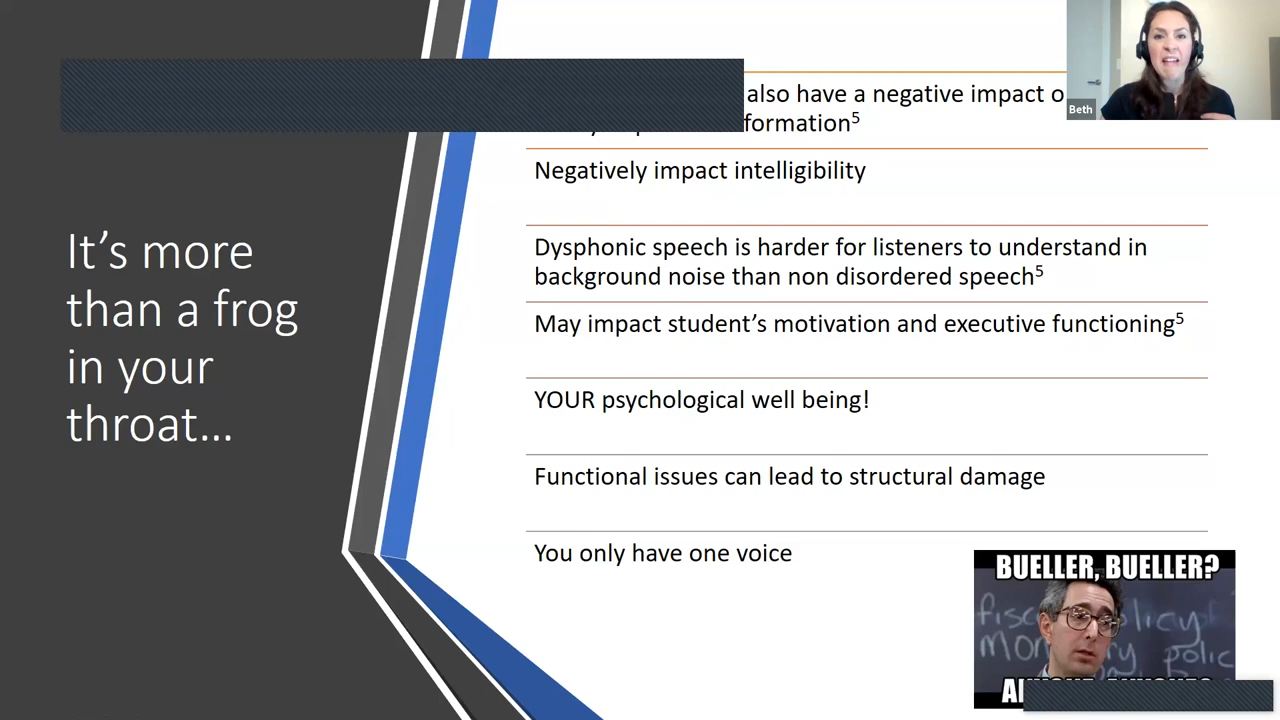 It's more
than a frog
in your
throat…
also have a negative impact
formation⁵
Negatively impact intelligibility
Dysphonic speech is harder for listeners to understand in
background noise than non disordered speech⁵
May impact student's motivation and executive functioning⁵
YOUR psychological well being!
Functional issues can lead to structural damage
You only have one voice
Beth
BUELLER, BUELLER?